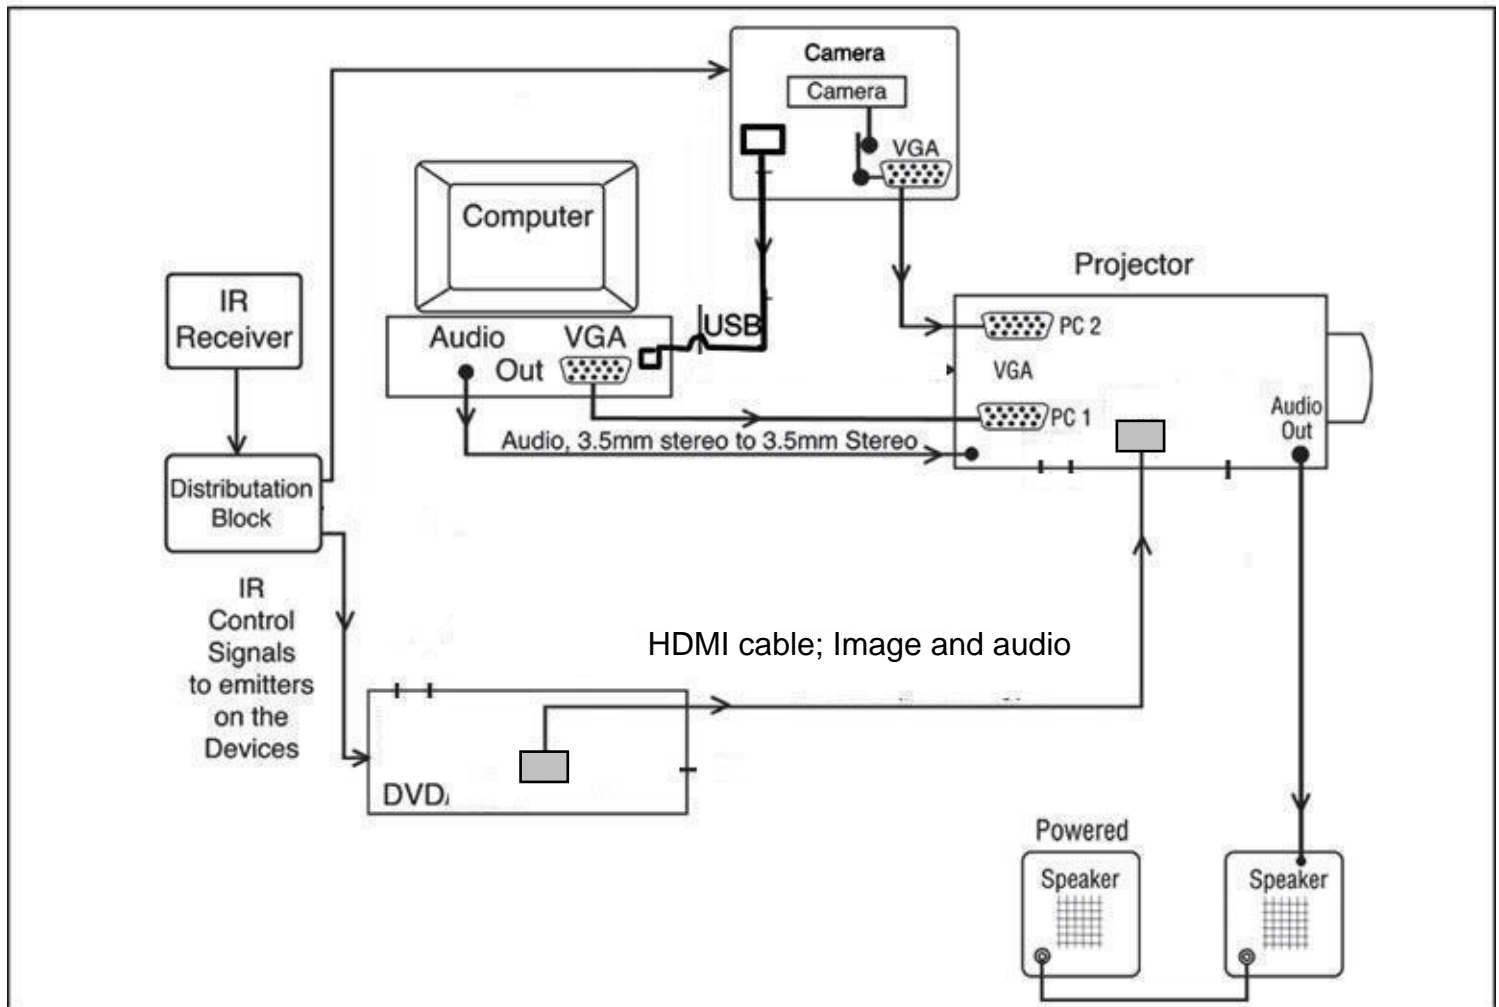 Camera
Camera
VGA
Computer
Projector
IR
Receiver
Audio
VGA
Out
USB
PC 2
VGA
PC 1
Audio
Out
Audio, 3.5mm stereo to 3.5mm Stereo
Distributation
Block
IR
Control
Signals
to emitters
on the
Devices
HDMI cable; Image and audio
DVD
Powered
Speaker
Speaker